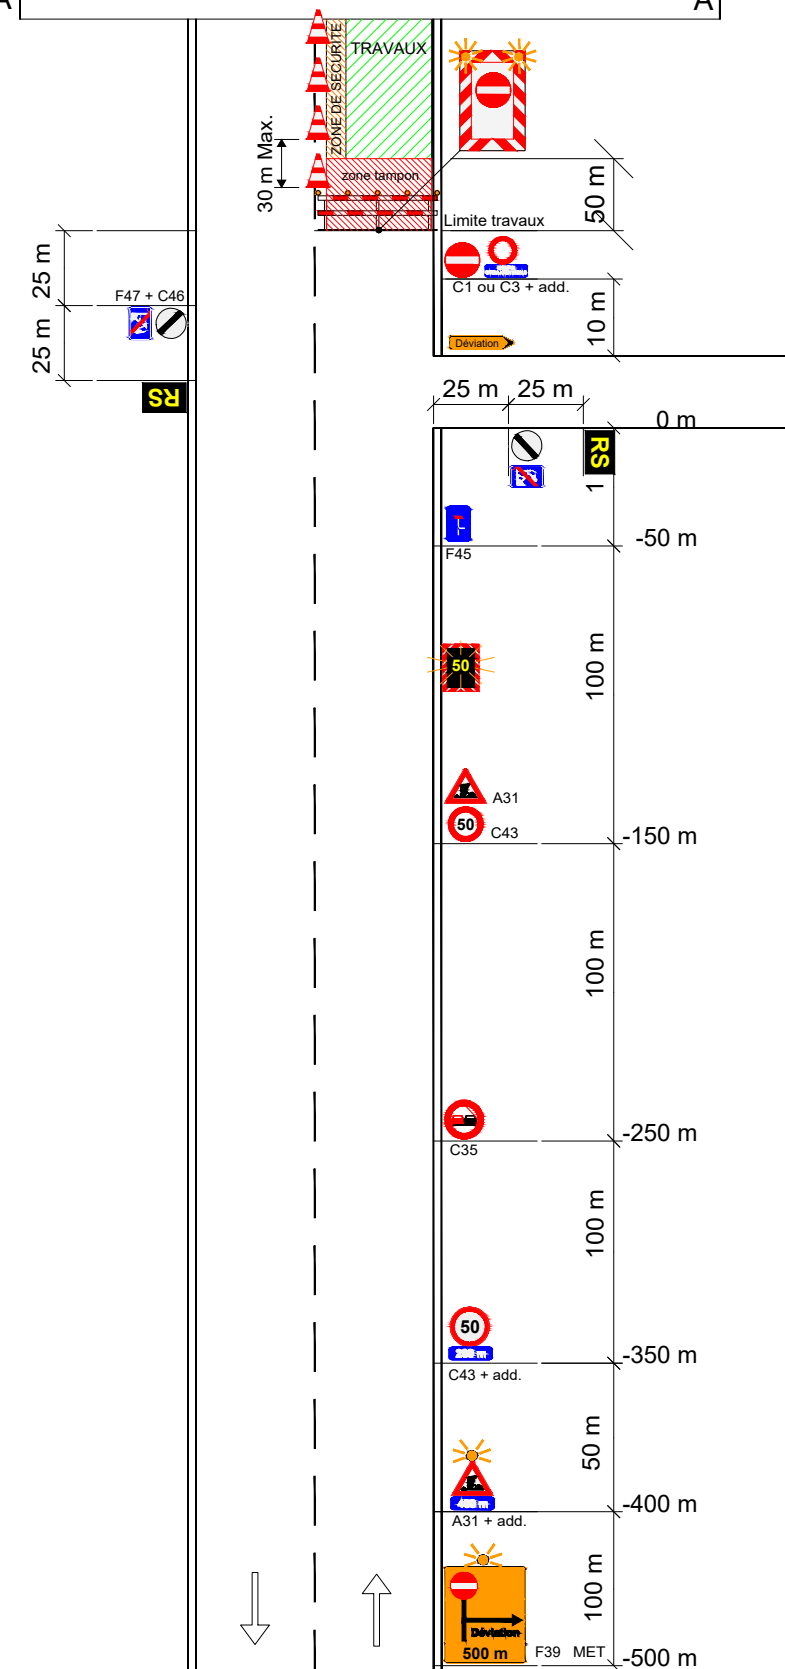 A
A
TRAVAUX
ZONE DE SECURITE
30 m Max.
zone tampon
50 m
Limite travaux
C1 ou C3 + add.
10 m
Déviation
25 m
F47 + C46
25 m
RS
25 m
25 m
0 m
RS
1
F45
-50 m
50
100 m
A31
50
C43
-150 m
100 m
C35
-250 m
100 m
50
C43 + add.
-350 m
50 m
A31 + add.
-400 m
100 m
Déviation
500 m
F39 MET
-500 m